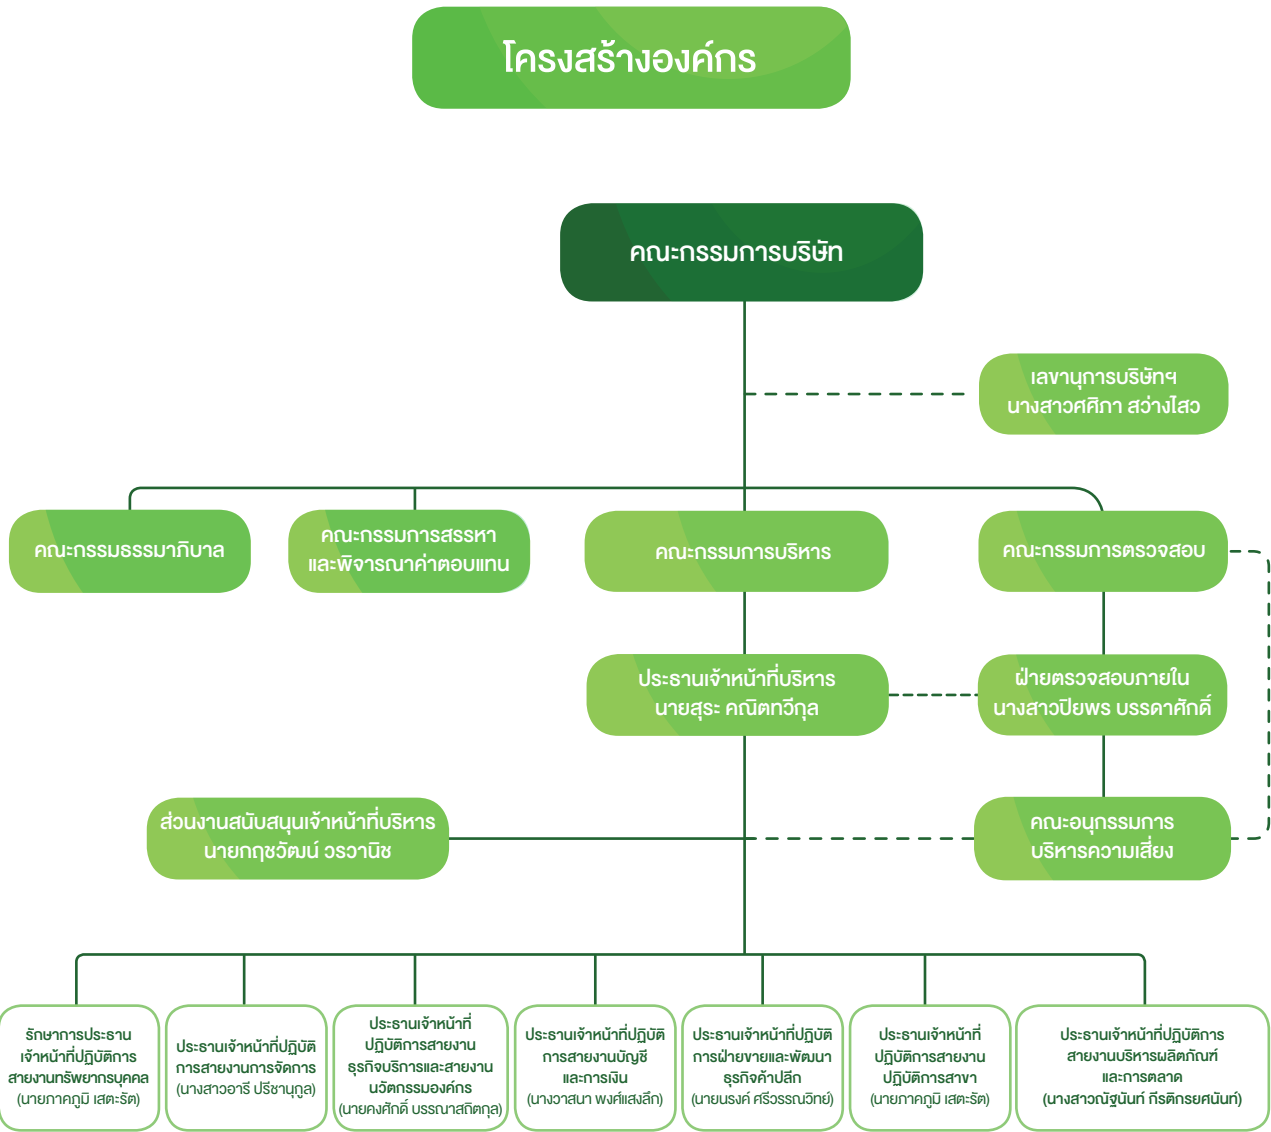 โครงสร้างองค์กร
คณะกรรมการบริษัท
เลขานุการบริษัทฯ
นางสาวศศิภา สว่างไสว
คณะกรรมธรรมาภิบาล
คณะกรรมการสรรหา
และพิจารณาค่าตอบแทน
คณะกรรมการบริหาร
คณะกรรมการตรวจสอบ
ประธานเจ้าหน้าที่บริหาร
นายสุระ คณิตทวีกุล
ฝ่ายตรวจสอบภายใน
นางสาวปิยพร บรรดาศักดิ์
ส่วนงานสนับสนุนเจ้าหน้าที่บริหาร
นายกฤชวัฒน์ วรวานิช
คณะอนุกรรมการ
บริหารความเสี่ยง
รักษาการประธาน
เจ้าหน้าที่ปฏิบัติการ
สายงานทรัพยากรบุคคล
(นายภาคภูมิ เสตะรัต)
ประธานเจ้าหน้าที่ปฏิบัติ
การสายงานการจัดการ
(นางสาวอารี ปรีชานุกูล)
ประธานเจ้าหน้าที่
ปฏิบัติการสายงาน
ธุรกิจบริการและสายงาน
นวัตกรรมองค์กร
(นายคงศักดิ์ บรรณาสถิตกุล)
ประธานเจ้าหน้าที่ปฏิบัติ
การสายงานบัญชี
และการเงิน
(นางวาสนา พงศ์แสงลึก)
ประธานเจ้าหน้าที่ปฏิบัติ
การฝ่ายขายและพัฒนา
ธุรกิจค้าปลีก
(นายนรงค์ ศรีวรรณวิทย์)
ประธานเจ้าหน้าที่
ปฏิบัติการสายงาน
ปฏิบัติการสาขา
(นายภาคภูมิ เสตะรัต)
ประธานเจ้าหน้าที่ปฏิบัติการ
สายงานบริหารผลิตภัณฑ์
และการตลาด
(นางสาวณัฐนันท์ กีรติกรยศนันท์)